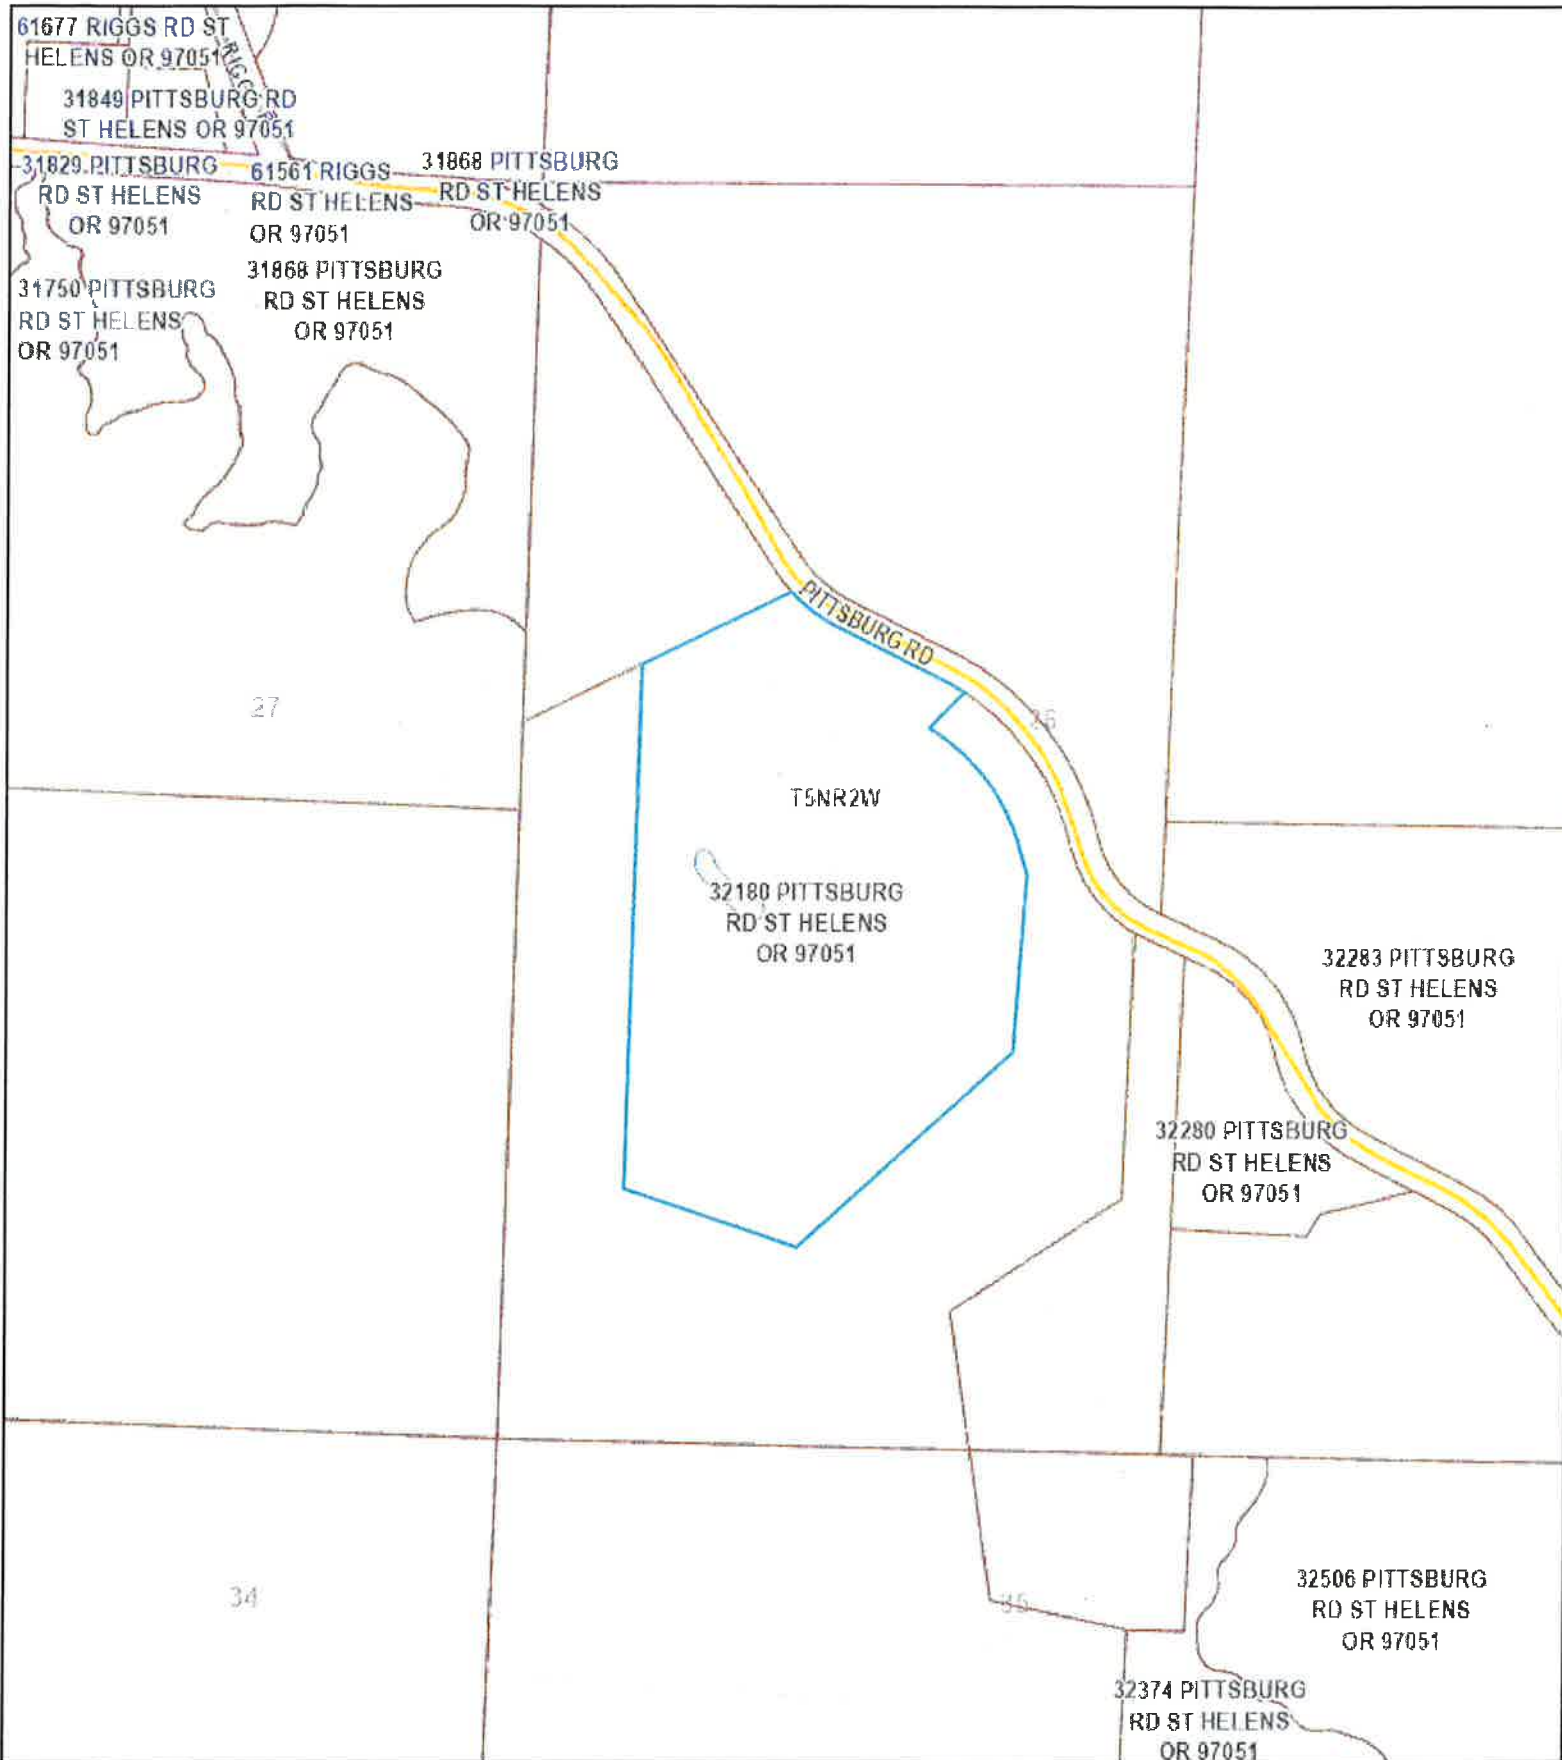 61677 RIGGS RD ST
HELENS OR 97051
31849 PITTSBURG RD
ST HELENS OR 97051
31829 PITTSBURG
RD ST HELENS
OR 97051
61561 RIGGS
RD ST HELENS
OR 97051
31868 PITTSBURG
RD ST HELENS
OR 97051
31750 PITTSBURG
RD ST HELENS
OR 97051
31868 PITTSBURG
RD ST HELENS
OR 97051
PITTSBURG RD
27
26
T5NR2W
32180 PITTSBURG
RD ST HELENS
OR 97051
32283 PITTSBURG
RD ST HELENS
OR 97051
32280 PITTSBURG
RD ST HELENS
OR 97051
34
35
32506 PITTSBURG
RD ST HELENS
OR 97051
32374 PITTSBURG
RD ST HELENS
OR 97051